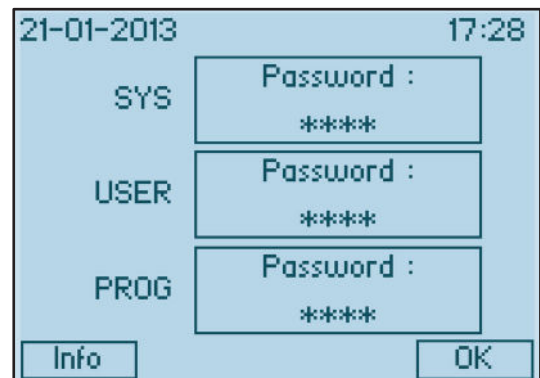 21-01-2013 17:28
SYS
Password :
****
USER
Password :
****
PROG
Password :
****
Info OK